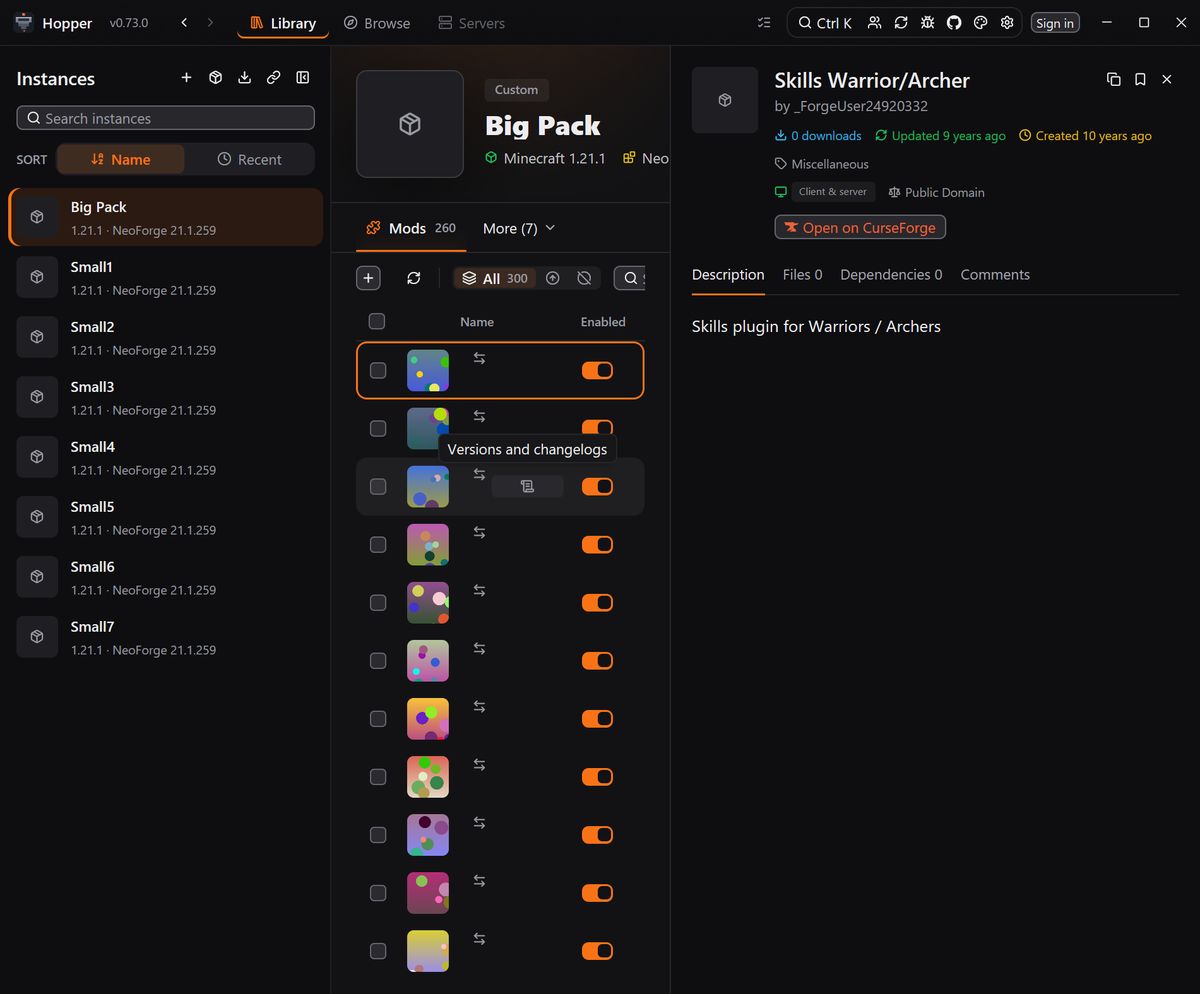 Hopper v0.73.0 Library Browse Servers Ctrl K Sign in
Instances
Search instances
SORT Name Recent
Big Pack
1.21.1 · NeoForge 21.1.259
Small1
1.21.1 · NeoForge 21.1.259
Small2
1.21.1 · NeoForge 21.1.259
Small3
1.21.1 · NeoForge 21.1.259
Small4
1.21.1 · NeoForge 21.1.259
Small5
1.21.1 · NeoForge 21.1.259
Small6
1.21.1 · NeoForge 21.1.259
Small7
1.21.1 · NeoForge 21.1.259
Custom
Big Pack
Minecraft 1.21.1 Neo
Mods 260 More (7)
All 300
Name Enabled
Versions and changelogs
Skills Warrior/Archer
by _ForgeUser24920332
0 downloads Updated 9 years ago Created 10 years ago
Miscellaneous
Client & server Public Domain
Open on CurseForge
Description Files 0 Dependencies 0 Comments
Skills plugin for Warriors / Archers